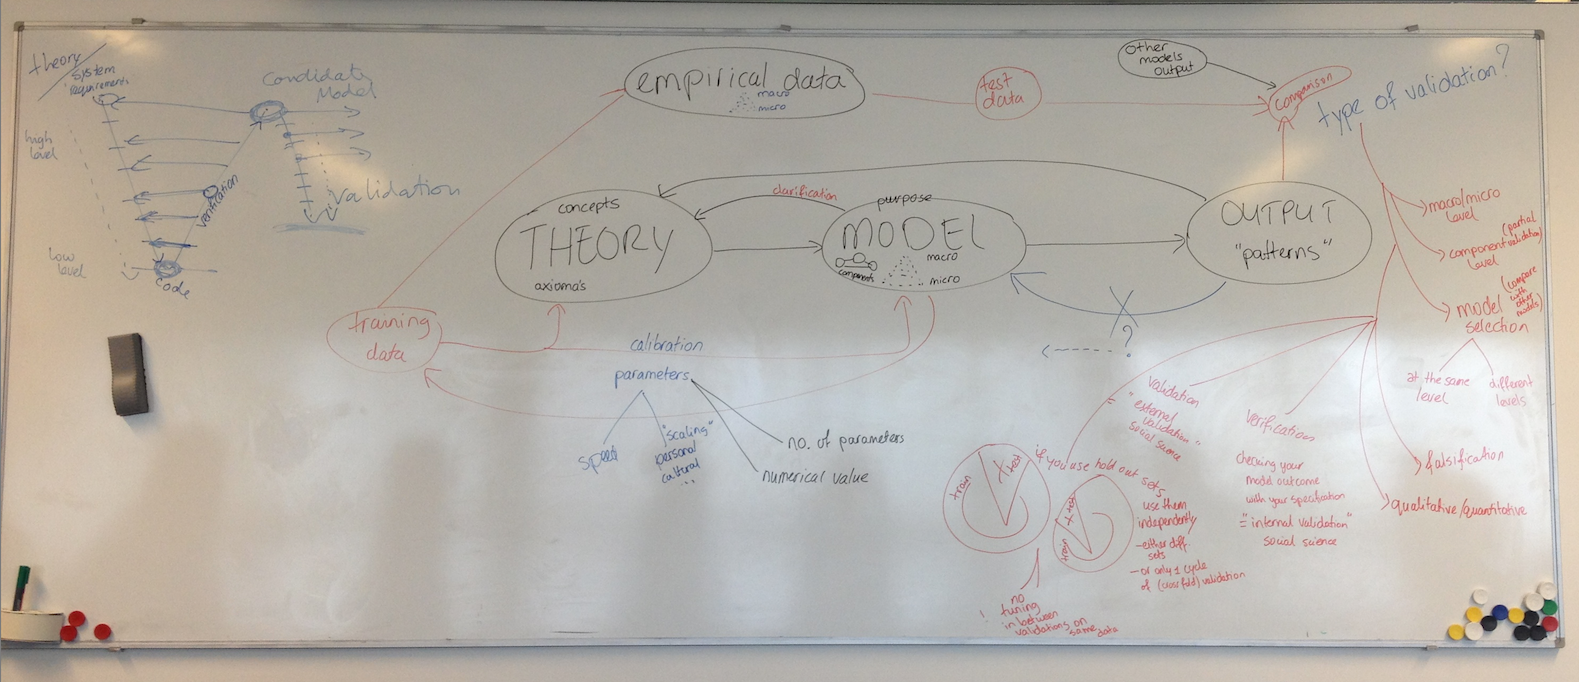 theory/
system
requirements
high
level
low
level
verification
code
Candidate
Model
Validation
empirical data
macro
micro
test
data
Other
models
output
comparison
type of validation?
concepts
THEORY
axioma's
clarification
purpose
MODEL
components
macro
micro
OUTPUT
"patterns"
training
data
calibration
parameters
speed
"scaling"
personal
cultural
...
no. of parameters
numerical value
X
?
macro/micro
level
component
level
(partial
validation)
model
selection
(compare
with
other
models)
at the same
level
different
levels
falsification
qualitative/quantitative
verification
checking your
model outcome
with your specification
= "internal validation"
social science
validation
= "external
validation"
social science
if you use hold out sets
use them
independently
- either diff.
sets
- or only 1 cycle
of (cross fold) validation
train
test
train
test
! no
tuning
in between
validations on
same data